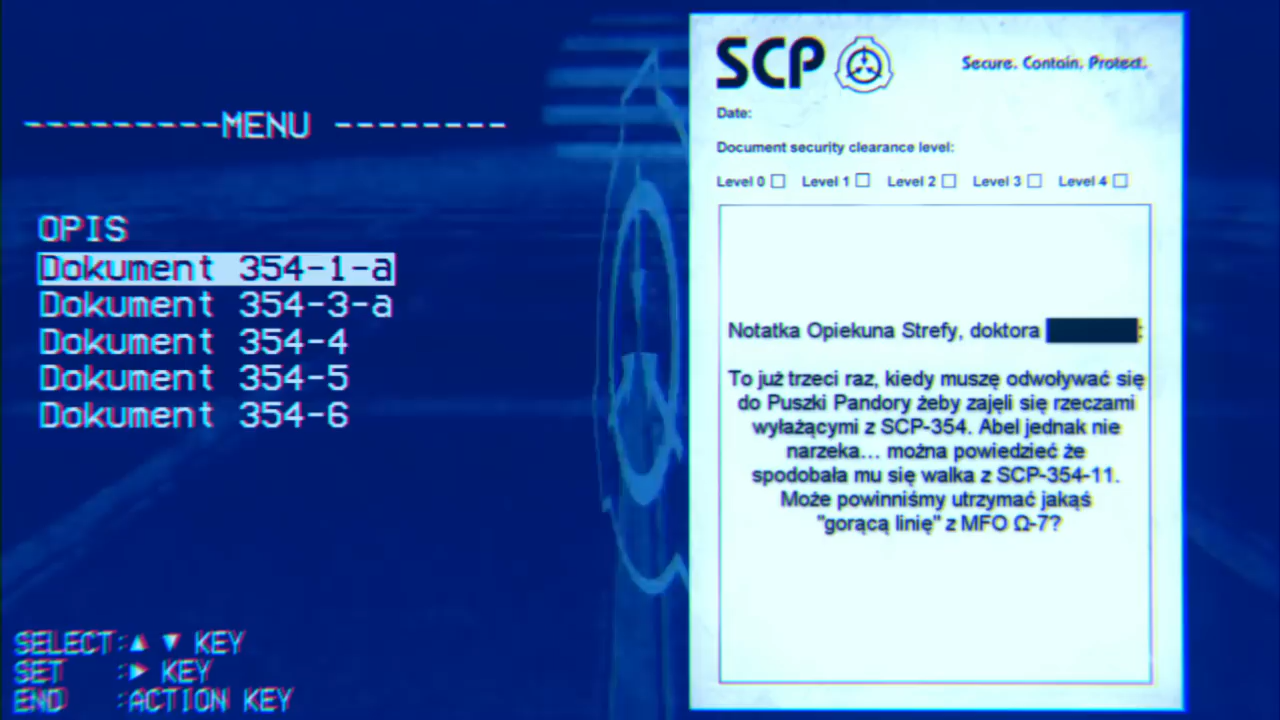 ---------MENU --------
OPIS
Dokument 354-1-a
Dokument 354-3-a
Dokument 354-4
Dokument 354-5
Dokument 354-6
SELECT:▲ ▼ KEY
SET :► KEY
END :ACTION KEY
SCP
Secure. Contain. Protect.
Date:
Document security clearance level:
Level 0 ☐ Level 1 ☐ Level 2 ☐ Level 3 ☐ Level 4 ☐
Notatka Opiekuna Strefy, doktora :
To już trzeci raz, kiedy muszę odwoływać się
do Puszki Pandory żeby zajęli się rzeczami
wyłażącymi z SCP-354. Abel jednak nie
narzeka... można powiedzieć że
spodobała mu się walka z SCP-354-11.
Może powinniśmy utrzymać jakąś
"gorącą linię" z MFO Ω-7?